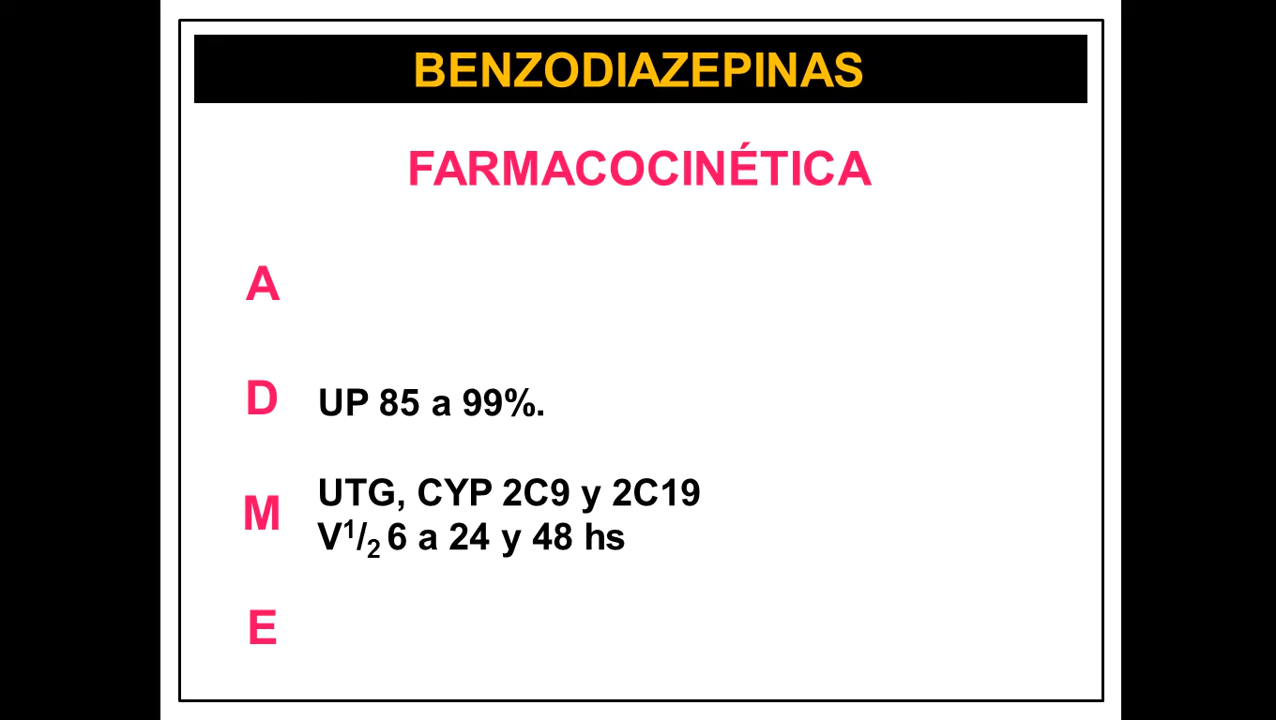 BENZODIAZEPINAS
FARMACOCINÉTICA
A
D UP 85 a 99%.
M UTG, CYP 2C9 y 2C19
V1/2 6 a 24 y 48 hs
E